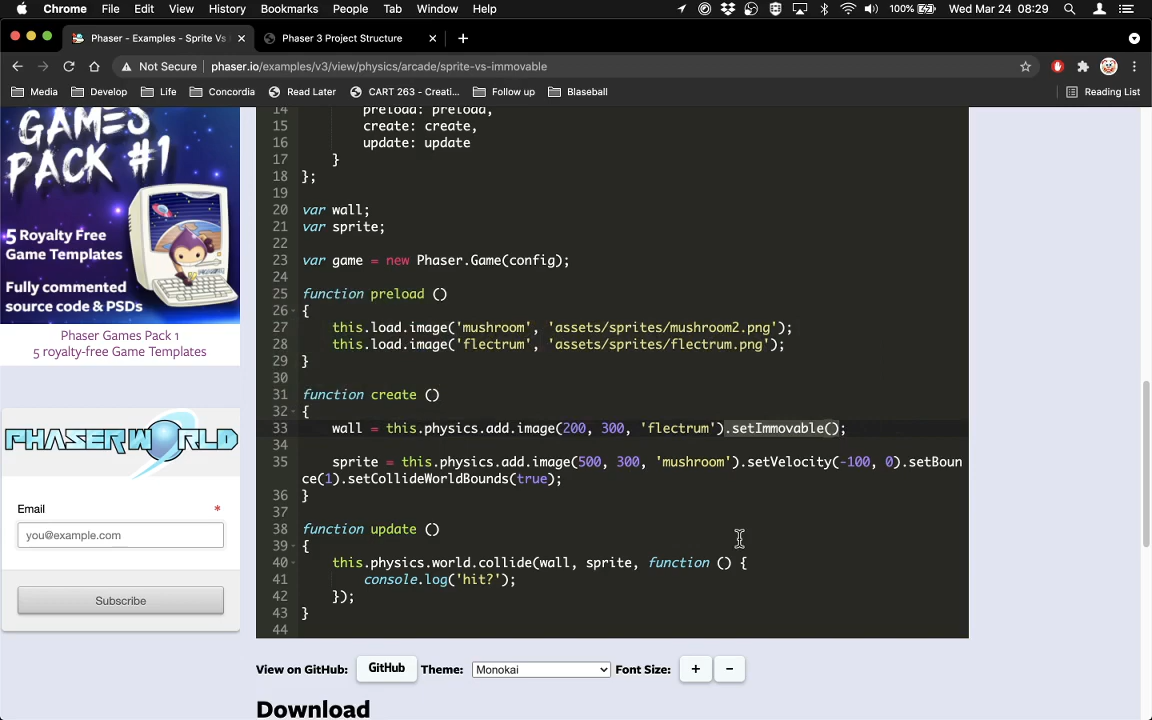 Chrome File Edit View History Bookmarks People Tab Window Help 100% Wed Mar 24 08:29
Phaser - Examples - Sprite Vs Phaser 3 Project Structure
Not Secure phaser.io/examples/v3/view/physics/arcade/sprite-vs-immovable
Media Develop Life Concordia Read Later CART 263 - Creati... Follow up Blaseball Reading List
GAMES
PACK #1
5 Royalty Free
Game Templates
Fully commented
source code & PSDs
Phaser Games Pack 1
5 royalty-free Game Templates
PHASER WORLD
Email *
you@example.com
Subscribe
14 preload: preload,
15 create: create,
16 update: update
17 }
18 };
19
20 var wall;
21 var sprite;
22
23 var game = new Phaser.Game(config);
24
25 function preload ()
26 {
27 this.load.image('mushroom', 'assets/sprites/mushroom2.png');
28 this.load.image('flectrum', 'assets/sprites/flectrum.png');
29 }
30
31 function create ()
32 {
33 wall = this.physics.add.image(200, 300, 'flectrum').setImmovable();
34
35 sprite = this.physics.add.image(500, 300, 'mushroom').setVelocity(-100, 0).setBoun
ce(1).setCollideWorldBounds(true);
36 }
37
38 function update ()
39 {
40 this.physics.world.collide(wall, sprite, function () {
41 console.log('hit?');
42 });
43 }
44
View on GitHub: GitHub Theme: Monokai Font Size: + -
Download